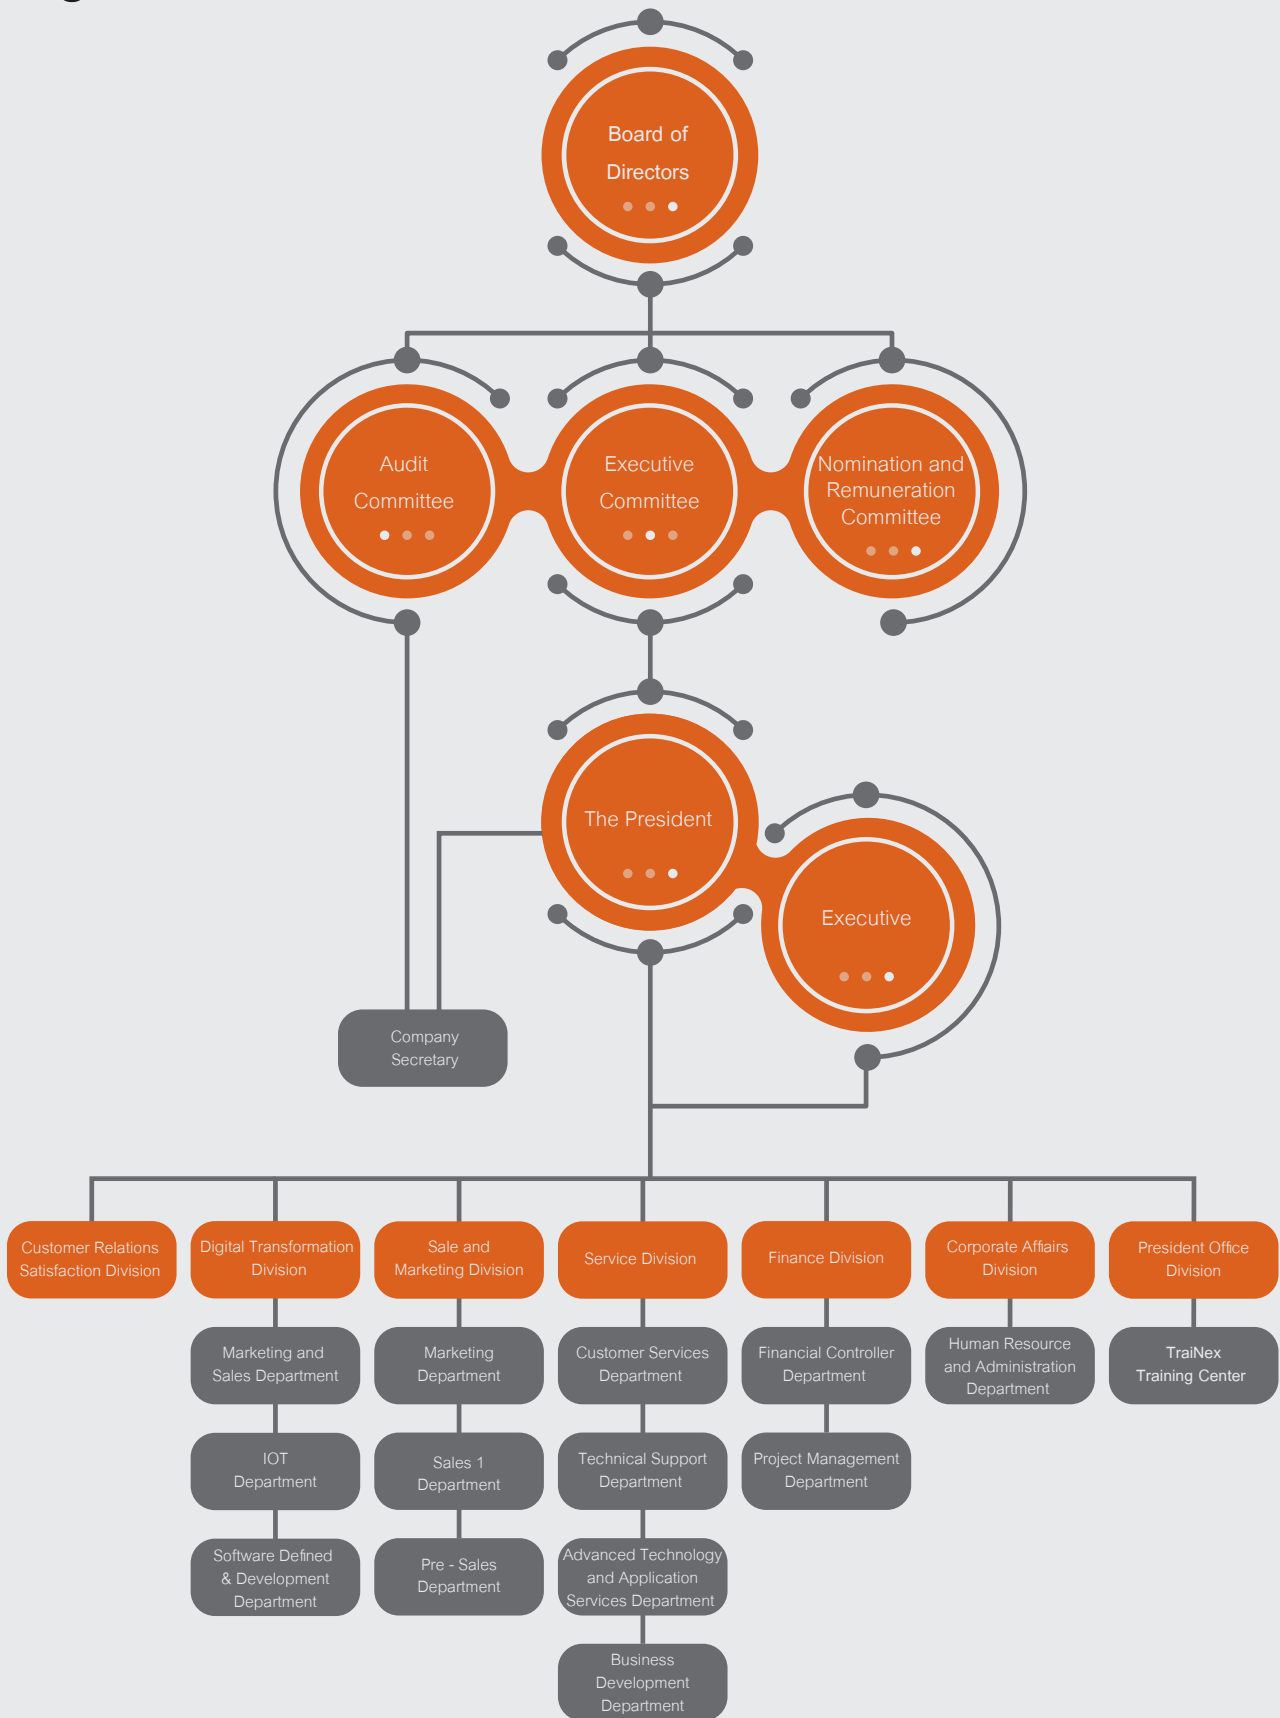 Board of
Directors
Audit
Committee
Executive
Committee
Nomination and
Remuneration
Committee
The President
Executive
Company
Secretary
Customer Relations
Satisfaction Division
Digital Transformation
Division
Sale and
Marketing Division
Service Division
Finance Division
Corporate Affiairs
Division
President Office
Division
Marketing and
Sales Department
Marketing
Department
Customer Services
Department
Financial Controller
Department
Human Resource
and Administration
Department
TraiNex
Training Center
IOT
Department
Sales 1
Department
Technical Support
Department
Project Management
Department
Software Defined
& Development
Department
Pre - Sales
Department
Advanced Technology
and Application
Services Department
Business
Development
Department